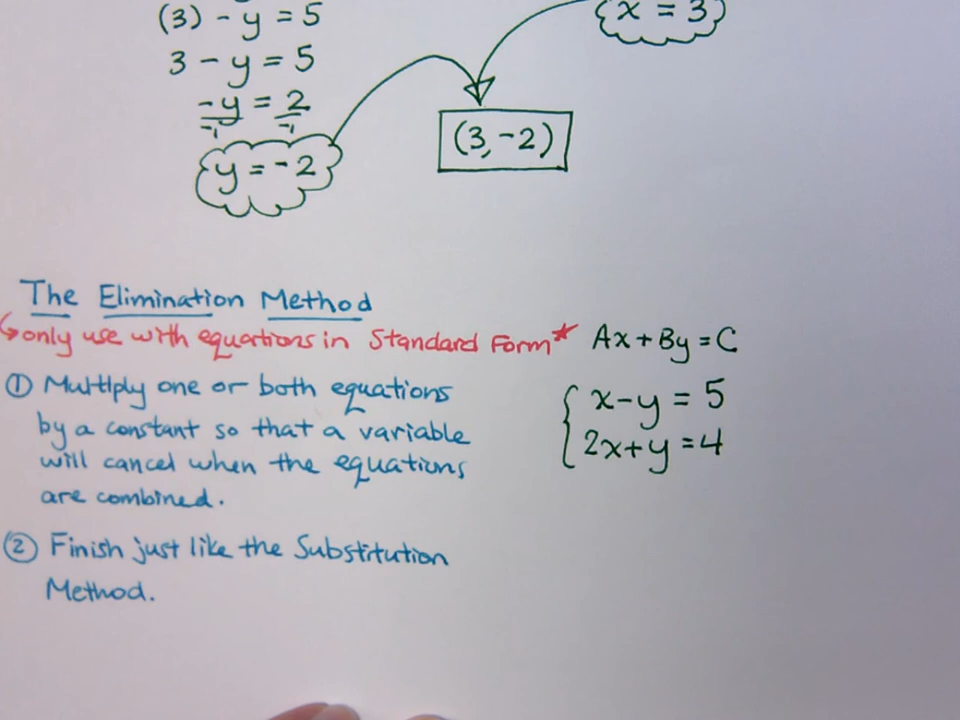 (3) - y = 5
x = 3
3 - y = 5
-y = 2
-1 -1
(3, -2)
y = -2
The Elimination Method
↳ only use with equations in Standard Form* Ax + By = C
① Multiply one or both equations
x - y = 5
by a constant so that a variable
2x + y = 4
will cancel when the equations
are combined.
② Finish just like the Substitution
Method.